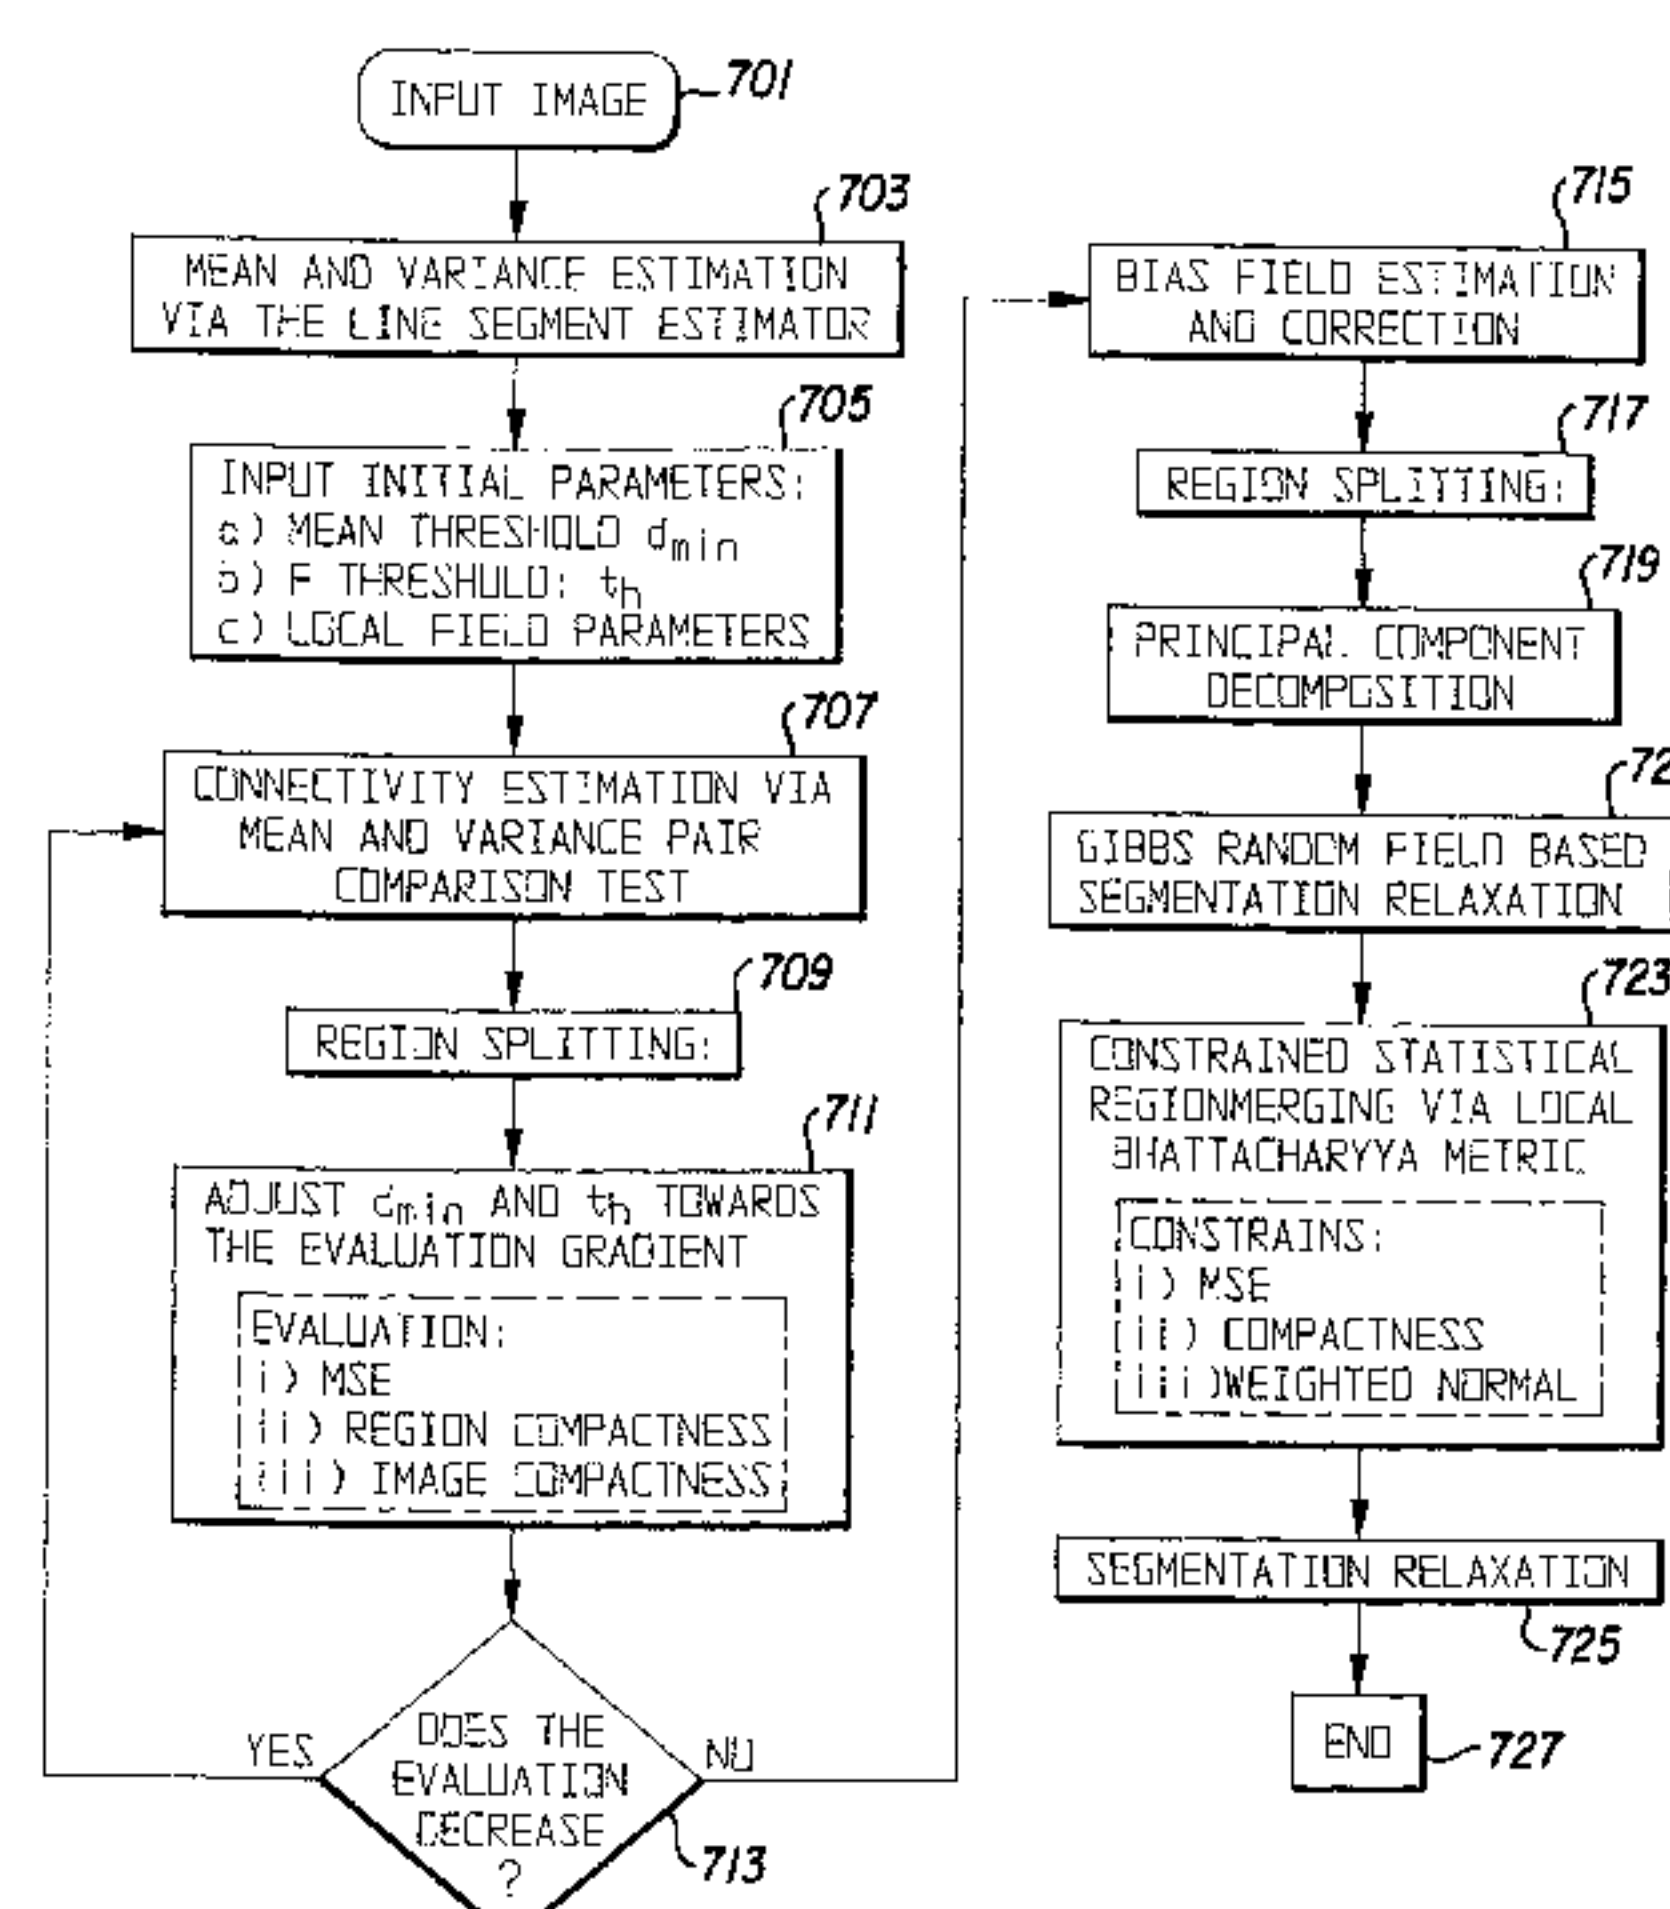 INPUT IMAGE
701
703
MEAN AND VARIANCE ESTIMATION
VIA THE LINE SEGMENT ESTIMATOR
705
INPUT INITIAL PARAMETERS:
a) MEAN THRESHOLD dmin
b) F THRESHOLD: th
c) LOCAL FIELD PARAMETERS
707
CONNECTIVITY ESTIMATION VIA
MEAN AND VARIANCE PAIR
COMPARISON TEST
709
REGION SPLITTING:
711
ADJUST dmin AND th TOWARDS
THE EVALUATION GRADIENT
EVALUATION:
i) MSE
ii) REGION COMPACTNESS
iii) IMAGE COMPACTNESS
YES
DOES THE
EVALUATION
DECREASE
?
NO
713
715
BIAS FIELD ESTIMATION
AND CORRECTION
717
REGION SPLITTING:
719
PRINCIPAL COMPONENT
DECOMPOSITION
72
GIBBS RANDOM FIELD BASED
SEGMENTATION RELAXATION
723
CONSTRAINED STATISTICAL
REGIONMERGING VIA LOCAL
BHATTACHARYYA METRIC
CONSTRAINS:
i) MSE
ii) COMPACTNESS
iii)WEIGHTED NORMAL
SEGMENTATION RELAXATION
725
END
727